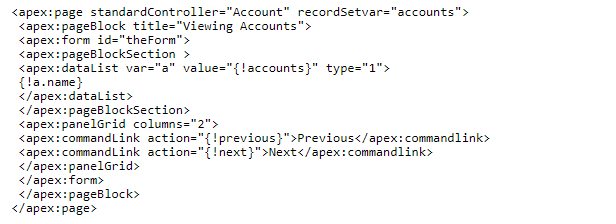 <apex:page standardController="Account" recordSetvar="accounts">
<apex:pageBlock title="Viewing Accounts">
<apex:form id="theForm">
<apex:pageBlockSection >
<apex:dataList var="a" value="{!accounts}" type="1">
{!a.name}
</apex:dataList>
</apex:pageBlockSection>
<apex:panelGrid columns="2">
<apex:commandLink action="{!previous}">Previous</apex:commandlink>
<apex:commandLink action="{!next}">Next</apex:commandlink>
</apex:panelGrid>
</apex:form>
</apex:pageBlock>
</apex:page>